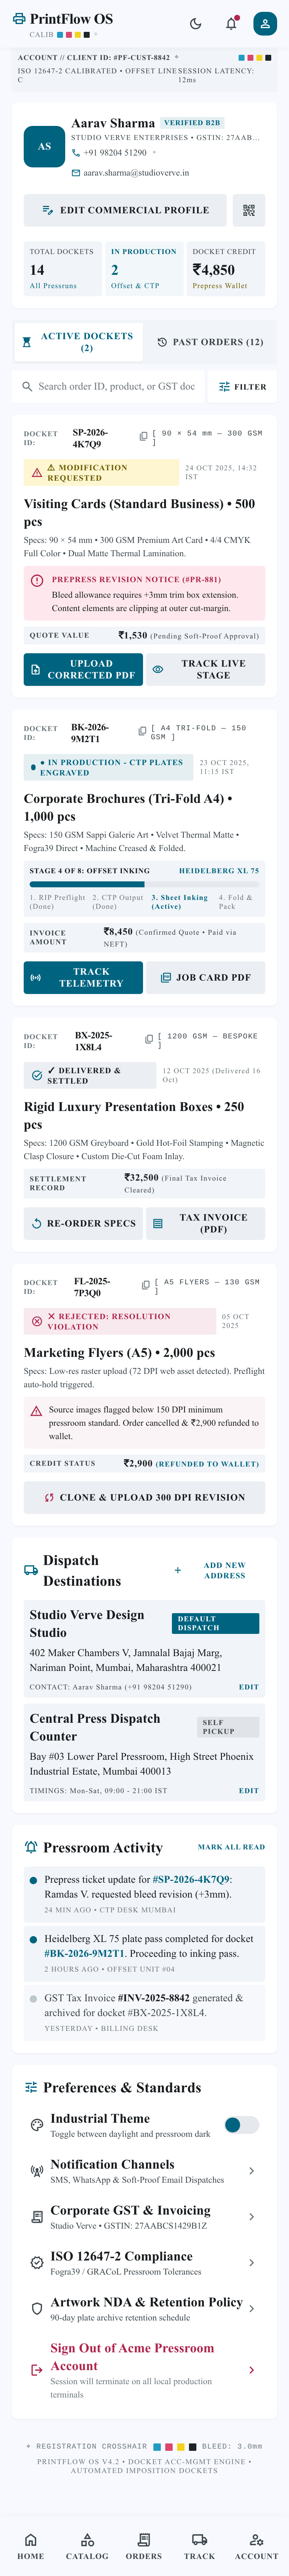 PrintFlow OS
CALIB
ACCOUNT // CLIENT ID: #PF-CUST-8842 ⌖
ISO 12647-2 CALIBRATED • OFFSET LINE C
SESSION LATENCY: 12ms
AS
Aarav Sharma VERIFIED B2B
STUDIO VERVE ENTERPRISES • GSTIN: 27AAB...
+91 98204 51290 •
aarav.sharma@studioverve.in
EDIT COMMERCIAL PROFILE
TOTAL DOCKETS
14
All Pressruns
IN PRODUCTION
2
Offset & CTP
DOCKET CREDIT
₹4,850
Prepress Wallet
ACTIVE DOCKETS
(2)
PAST ORDERS (12)
Search order ID, product, or GST doc
FILTER
DOCKET
ID:
SP-2026-
4K7Q9
[ 90 × 54 mm — 300 GSM
]
⚠ MODIFICATION
REQUESTED
24 OCT 2025, 14:32
IST
Visiting Cards (Standard Business) • 500
pcs
Specs: 90 × 54 mm • 300 GSM Premium Art Card • 4/4 CMYK
Full Color • Dual Matte Thermal Lamination.
PREPRESS REVISION NOTICE (#PR-881)
Bleed allowance requires +3mm trim box extension.
Content elements are clipping at outer cut-margin.
QUOTE VALUE
₹1,530 (Pending Soft-Proof Approval)
UPLOAD
CORRECTED PDF
TRACK LIVE
STAGE
DOCKET
ID:
BK-2026-
9M2T1
[ A4 TRI-FOLD — 150
GSM ]
● IN PRODUCTION - CTP PLATES
ENGRAVED
23 OCT 2025,
11:15 IST
Corporate Brochures (Tri-Fold A4) •
1,000 pcs
Specs: 150 GSM Sappi Galerie Art • Velvet Thermal Matte •
Fogra39 Direct • Machine Creased & Folded.
STAGE 4 OF 8: OFFSET INKING
HEIDELBERG XL 75
1. RIP Preflight
(Done)
2. CTP Output
(Done)
3. Sheet Inking
(Active)
4. Fold &
Pack
INVOICE
AMOUNT
₹8,450 (Confirmed Quote • Paid via
NEFT)
TRACK
TELEMETRY
JOB CARD PDF
DOCKET
ID:
BX-2025-
1X8L4
[ 1200 GSM — BESPOKE
]
✓ DELIVERED &
SETTLED
12 OCT 2025 (Delivered 16
Oct)
Rigid Luxury Presentation Boxes • 250
pcs
Specs: 1200 GSM Greyboard • Gold Hot-Foil Stamping • Magnetic
Clasp Closure • Custom Die-Cut Foam Inlay.
SETTLEMENT
RECORD
₹32,500 (Final Tax Invoice
Cleared)
RE-ORDER SPECS
TAX INVOICE
(PDF)
DOCKET
ID:
FL-2025-
7P3Q0
[ A5 FLYERS — 130 GSM
]
✕ REJECTED: RESOLUTION
VIOLATION
05 OCT
2025
Marketing Flyers (A5) • 2,000 pcs
Specs: Low-res raster upload (72 DPI web asset detected). Preflight
auto-hold triggered.
Source images flagged below 150 DPI minimum
pressroom standard. Order cancelled & ₹2,900 refunded to
wallet.
CREDIT STATUS
₹2,900 (REFUNDED TO WALLET)
CLONE & UPLOAD 300 DPI REVISION
Dispatch
Destinations
+ ADD NEW
ADDRESS
Studio Verve Design
Studio
DEFAULT
DISPATCH
402 Maker Chambers V, Jamnalal Bajaj Marg,
Nariman Point, Mumbai, Maharashtra 400021
CONTACT: Aarav Sharma (+91 98204 51290)
EDIT
Central Press Dispatch
Counter
SELF
PICKUP
Bay #03 Lower Parel Pressroom, High Street Phoenix
Industrial Estate, Mumbai 400013
TIMINGS: Mon-Sat, 09:00 - 21:00 IST
EDIT
Pressroom Activity
MARK ALL READ
Prepress ticket update for #SP-2026-4K7Q9:
Ramdas V. requested bleed revision (+3mm).
24 MIN AGO • CTP DESK MUMBAI
Heidelberg XL 75 plate pass completed for docket
#BK-2026-9M2T1. Proceeding to inking pass.
2 HOURS AGO • OFFSET UNIT #04
GST Tax Invoice #INV-2025-8842 generated &
archived for docket #BX-2025-1X8L4.
YESTERDAY • BILLING DESK
Preferences & Standards
Industrial Theme
Toggle between daylight and pressroom dark
Notification Channels
SMS, WhatsApp & Soft-Proof Email Dispatches
Corporate GST & Invoicing
Studio Verve • GSTIN: 27AABCS1429B1Z
ISO 12647-2 Compliance
Fogra39 / GRACoL Pressroom Tolerances
Artwork NDA & Retention Policy
90-day plate archive retention schedule
Sign Out of Acme Pressroom
Account
Session will terminate on all local production
terminals
⌖ REGISTRATION CROSSHAIR
BLEED: 3.0mm
PRINTFLOW OS V4.2 • DOCKET ACC-MGMT ENGINE •
AUTOMATED IMPOSITION DOCKETS
HOME
CATALOG
ORDERS
TRACK
ACCOUNT